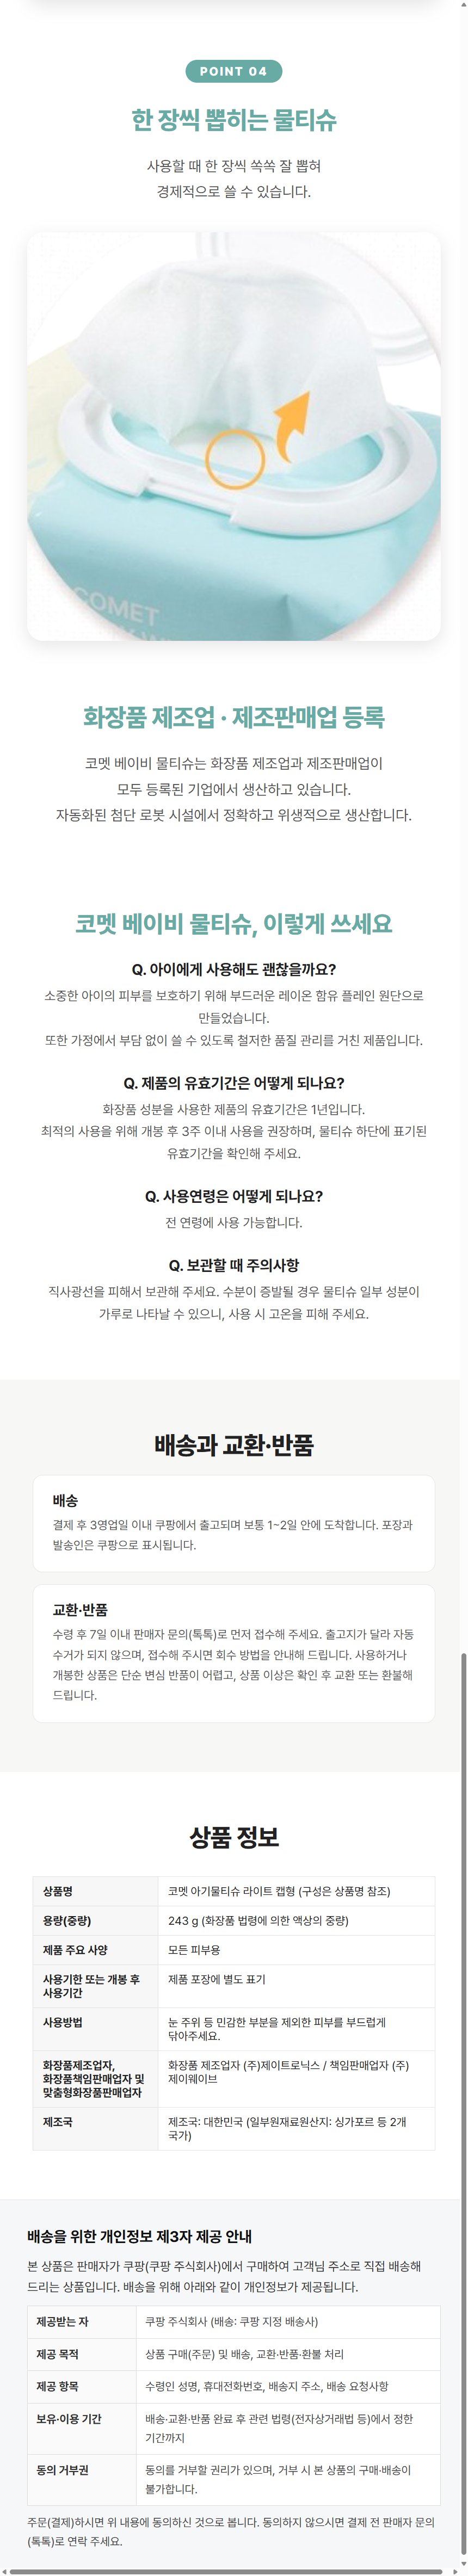 POINT 04
한 장씩 뽑히는 물티슈
사용할 때 한 장씩 쏙쏙 잘 뽑혀
경제적으로 쓸 수 있습니다.
COMET
화장품 제조업 · 제조판매업 등록
코멧 베이비 물티슈는 화장품 제조업과 제조판매업이
모두 등록된 기업에서 생산하고 있습니다.
자동화된 첨단 로봇 시설에서 정확하고 위생적으로 생산합니다.
코멧 베이비 물티슈, 이렇게 쓰세요
Q. 아이에게 사용해도 괜찮을까요?
소중한 아이의 피부를 보호하기 위해 부드러운 레이온 함유 플레인 원단으로
만들었습니다.
또한 가정에서 부담 없이 쓸 수 있도록 철저한 품질 관리를 거친 제품입니다.
Q. 제품의 유효기간은 어떻게 되나요?
화장품 성분을 사용한 제품의 유효기간은 1년입니다.
최적의 사용을 위해 개봉 후 3주 이내 사용을 권장하며, 물티슈 하단에 표기된
유효기간을 확인해 주세요.
Q. 사용연령은 어떻게 되나요?
전 연령에 사용 가능합니다.
Q. 보관할 때 주의사항
직사광선을 피해서 보관해 주세요. 수분이 증발될 경우 물티슈 일부 성분이
가루로 나타날 수 있으니, 사용 시 고온을 피해 주세요.
배송과 교환·반품
배송
결제 후 3영업일 이내 쿠팡에서 출고되며 보통 1~2일 안에 도착합니다. 포장과
발송인은 쿠팡으로 표시됩니다.
교환·반품
수령 후 7일 이내 판매자 문의(톡톡)로 먼저 접수해 주세요. 출고지가 달라 자동
수거가 되지 않으며, 접수해 주시면 회수 방법을 안내해 드립니다. 사용하거나
개봉한 상품은 단순 변심 반품이 어렵고, 상품 이상은 확인 후 교환 또는 환불해
드립니다.
상품 정보
상품명 코멧 아기물티슈 라이트 캡형 (구성은 상품명 참조)
용량(중량) 243 g (화장품 법령에 의한 액상의 중량)
제품 주요 사양 모든 피부용
사용기한 또는 개봉 후 제품 포장에 별도 표기
사용기간
사용방법 눈 주위 등 민감한 부분을 제외한 피부를 부드럽게
닦아주세요.
화장품제조업자, 화장품 제조업자 (주)제이트로닉스 / 책임판매업자 (주)
화장품책임판매업자 및 제이웨이브
맞춤형화장품판매업자
제조국 제조국: 대한민국 (일부원재료원산지: 싱가포르 등 2개
국가)
배송을 위한 개인정보 제3자 제공 안내
본 상품은 판매자가 쿠팡(쿠팡 주식회사)에서 구매하여 고객님 주소로 직접 배송해
드리는 상품입니다. 배송을 위해 아래와 같이 개인정보가 제공됩니다.
제공받는 자 쿠팡 주식회사 (배송: 쿠팡 지정 배송사)
제공 목적 상품 구매(주문) 및 배송, 교환·반품·환불 처리
제공 항목 수령인 성명, 휴대전화번호, 배송지 주소, 배송 요청사항
보유·이용 기간 배송·교환·반품 완료 후 관련 법령(전자상거래법 등)에서 정한
기간까지
동의 거부권 동의를 거부할 권리가 있으며, 거부 시 본 상품의 구매·배송이
불가합니다.
주문(결제)하시면 위 내용에 동의하신 것으로 봅니다. 동의하지 않으시면 결제 전 판매자 문의
(톡톡)로 연락 주세요.